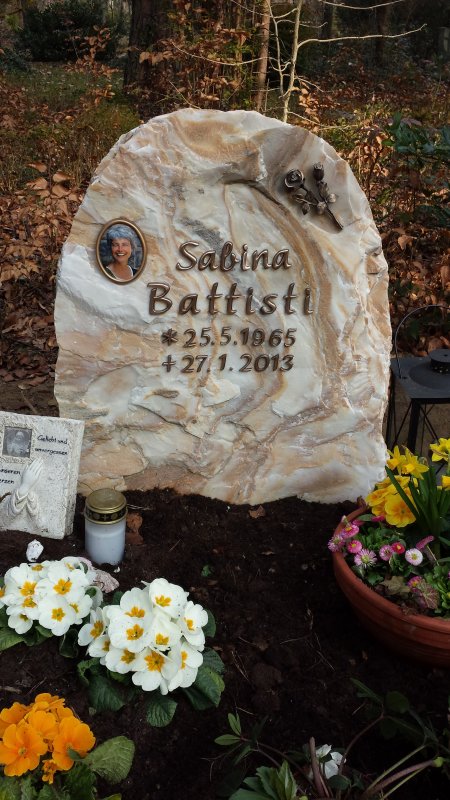 Sabina
Battisti
* 25.5.1965
+ 27.1.2013
Geliebt und
unvergessen